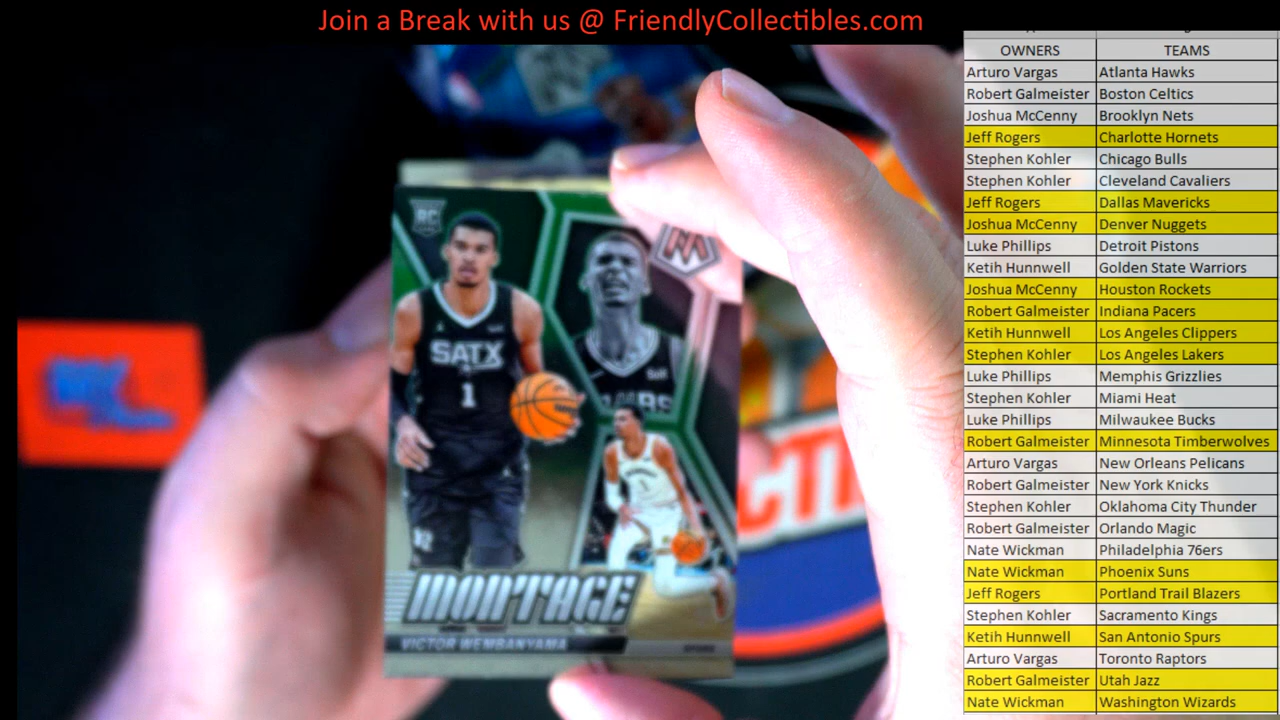 Join a Break with us @ FriendlyCollectibles.com
OWNERS TEAMS
Arturo Vargas Atlanta Hawks
Robert Galmeister Boston Celtics
Joshua McCenny Brooklyn Nets
Jeff Rogers Charlotte Hornets
Stephen Kohler Chicago Bulls
Stephen Kohler Cleveland Cavaliers
Jeff Rogers Dallas Mavericks
Joshua McCenny Denver Nuggets
Luke Phillips Detroit Pistons
Ketih Hunnwell Golden State Warriors
Joshua McCenny Houston Rockets
Robert Galmeister Indiana Pacers
Ketih Hunnwell Los Angeles Clippers
Stephen Kohler Los Angeles Lakers
Luke Phillips Memphis Grizzlies
Stephen Kohler Miami Heat
Luke Phillips Milwaukee Bucks
Robert Galmeister Minnesota Timberwolves
Arturo Vargas New Orleans Pelicans
Robert Galmeister New York Knicks
Stephen Kohler Oklahoma City Thunder
Robert Galmeister Orlando Magic
Nate Wickman Philadelphia 76ers
Nate Wickman Phoenix Suns
Jeff Rogers Portland Trail Blazers
Stephen Kohler Sacramento Kings
Ketih Hunnwell San Antonio Spurs
Arturo Vargas Toronto Raptors
Robert Galmeister Utah Jazz
Nate Wickman Washington Wizards
RC
SATX
1
MONTAGE
VICTOR WEMBANYAMA